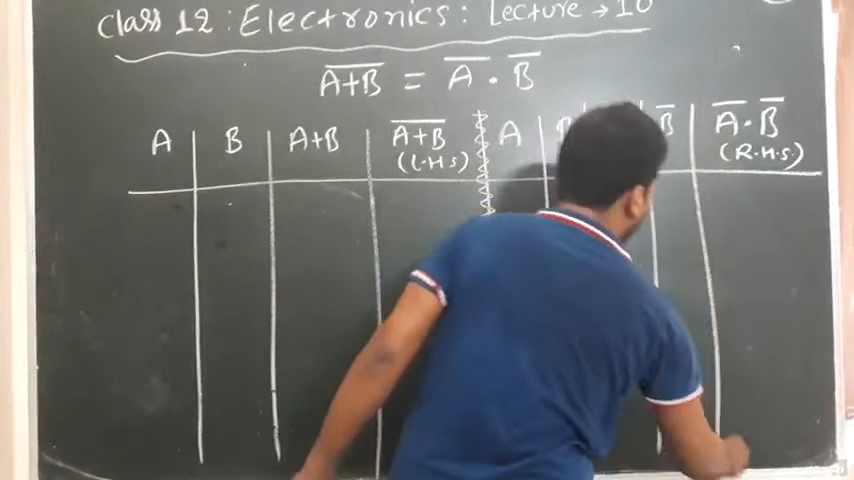 Class 12 : Electronics : Lecture → 10
A̅+̅B̅ = A̅ . B̅
A B A+B A̅+̅B̅ A B B̅ A̅ . B̅
(L.H.S) (R.H.S.)